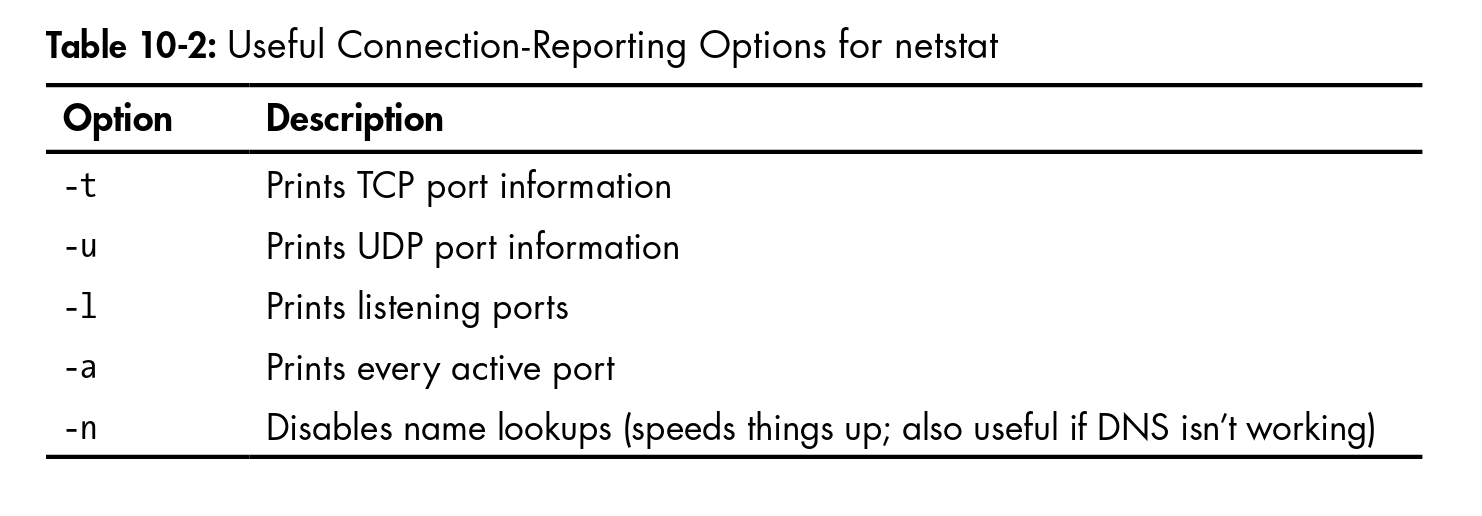 Table 10-2: Useful Connection-Reporting Options for netstat
Option Description
-t Prints TCP port information
-u Prints UDP port information
-l Prints listening ports
-a Prints every active port
-n Disables name lookups (speeds things up; also useful if DNS isn’t working)